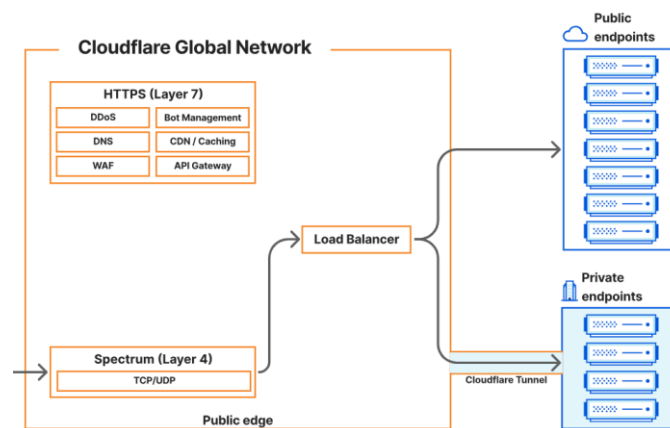 Cloudflare Global Network
HTTPS (Layer 7)
DDoS
Bot Management
DNS
CDN / Caching
WAF
API Gateway
Load Balancer
Spectrum (Layer 4)
TCP/UDP
Public edge
Cloudflare Tunnel
Public
endpoints
Private
endpoints